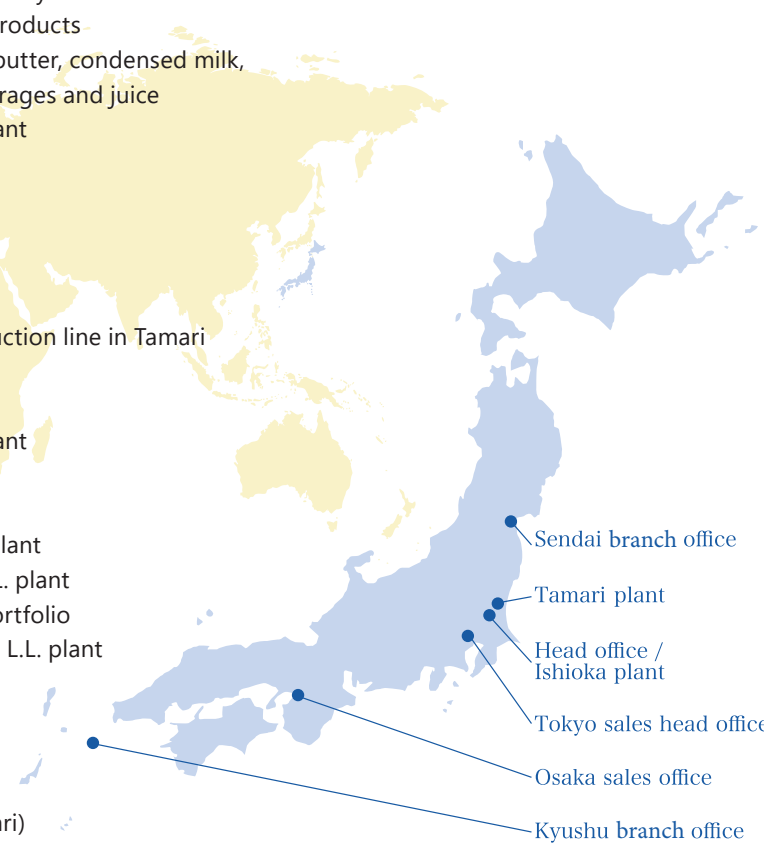 roducts
butter, condensed milk,
rages and juice
ant
uction line in Tamari
ant
lant
L. plant
ortfolio
L.L. plant
ri)
Sendai branch office
Tamari plant
Head office /
Ishioka plant
Tokyo sales head office
Osaka sales office
Kyushu branch office